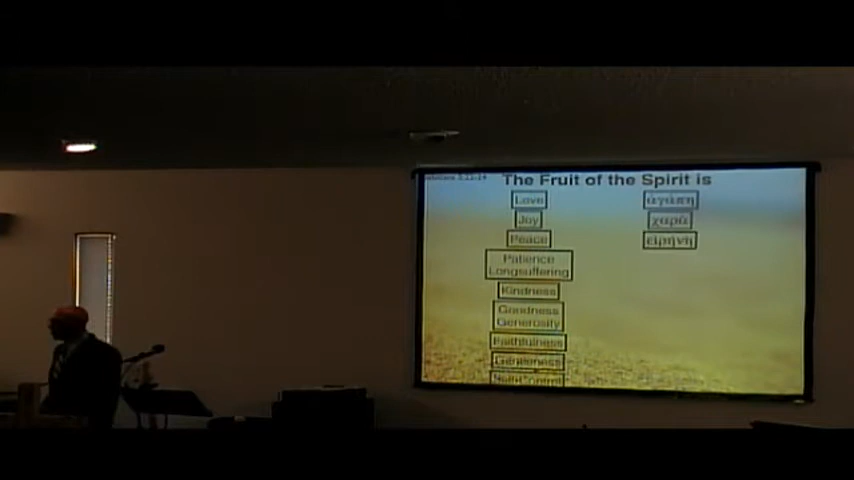 The Fruit of the Spirit is
Love
ἀγάπη
Joy
χαρά
Peace
εἰρήνη
Patience
Longsuffering
Kindness
Goodness
Generosity
Faithfulness
Gentleness